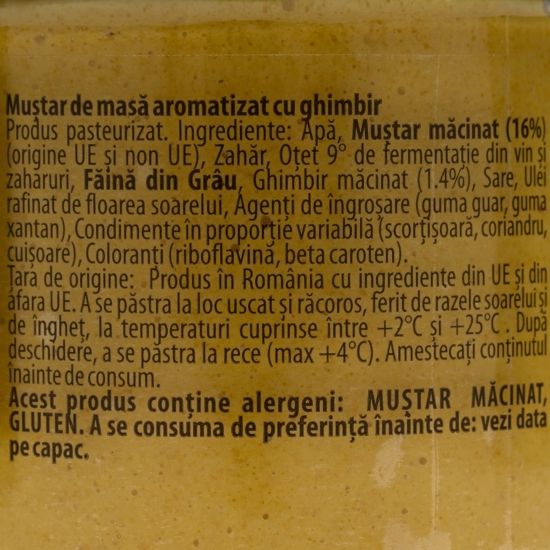 Muștar de masă aromatizat cu ghimbir
Produs pasteurizat. Ingrediente: Apă, Muștar măcinat (16%)
(origine UE și non UE), Zahăr, Oțet 9° de fermentație din vin și
zaharuri, Făină din Grâu, Ghimbir măcinat (1.4%), Sare, Ulei
rafinat de floarea soarelui, Agenți de îngroșare (guma guar, guma
xantan), Condimente în proporție variabilă (scorțișoară, coriandru,
cuișoare), Coloranți (riboflavină, beta caroten).
Țara de origine: Produs în România cu ingrediente din UE și din
afara UE. A se păstra la loc uscat și răcoros, ferit de razele soarelui și
de îngheț, la temperaturi cuprinse între +2°C și +25°C. După
deschidere, a se păstra la rece (max +4°C). Amestecați conținutul
înainte de consum.
Acest produs conține alergeni: MUȘTAR MĂCINAT,
GLUTEN. A se consuma de preferință înainte de: vezi data
pe capac.